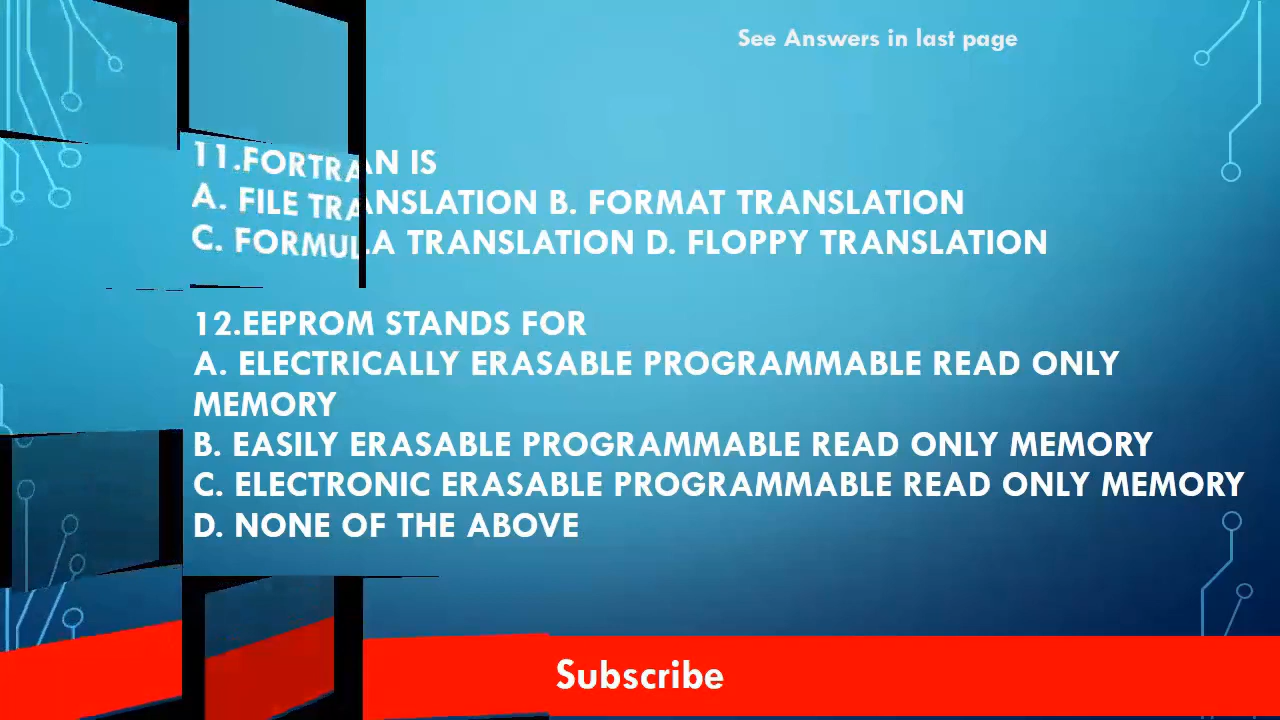 See Answers in last page
11.FORTRAN IS
A. FILE TRANSLATION B. FORMAT TRANSLATION
C. FORMULA TRANSLATION D. FLOPPY TRANSLATION
12.EEPROM STANDS FOR
A. ELECTRICALLY ERASABLE PROGRAMMABLE READ ONLY
MEMORY
B. EASILY ERASABLE PROGRAMMABLE READ ONLY MEMORY
C. ELECTRONIC ERASABLE PROGRAMMABLE READ ONLY MEMORY
D. NONE OF THE ABOVE
Subscribe